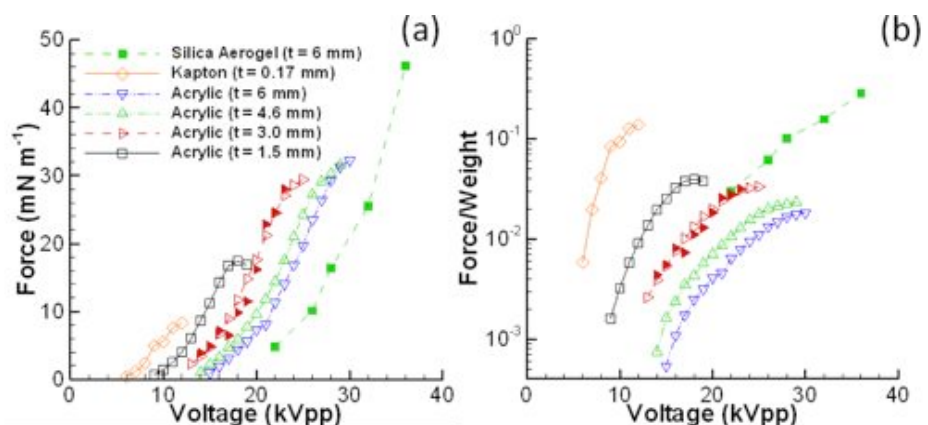 (a)
Force (mN m⁻¹)
50
40
30
20
10
0
Silica Aerogel (t = 6 mm)
Kapton (t = 0.17 mm)
Acrylic (t = 6 mm)
Acrylic (t = 4.6 mm)
Acrylic (t = 3.0 mm)
Acrylic (t = 1.5 mm)
0 10 20 30 40
Voltage (kVpp)
(b)
Force/Weight
10⁰
10⁻¹
10⁻²
10⁻³
0 10 20 30 40
Voltage (kVpp)